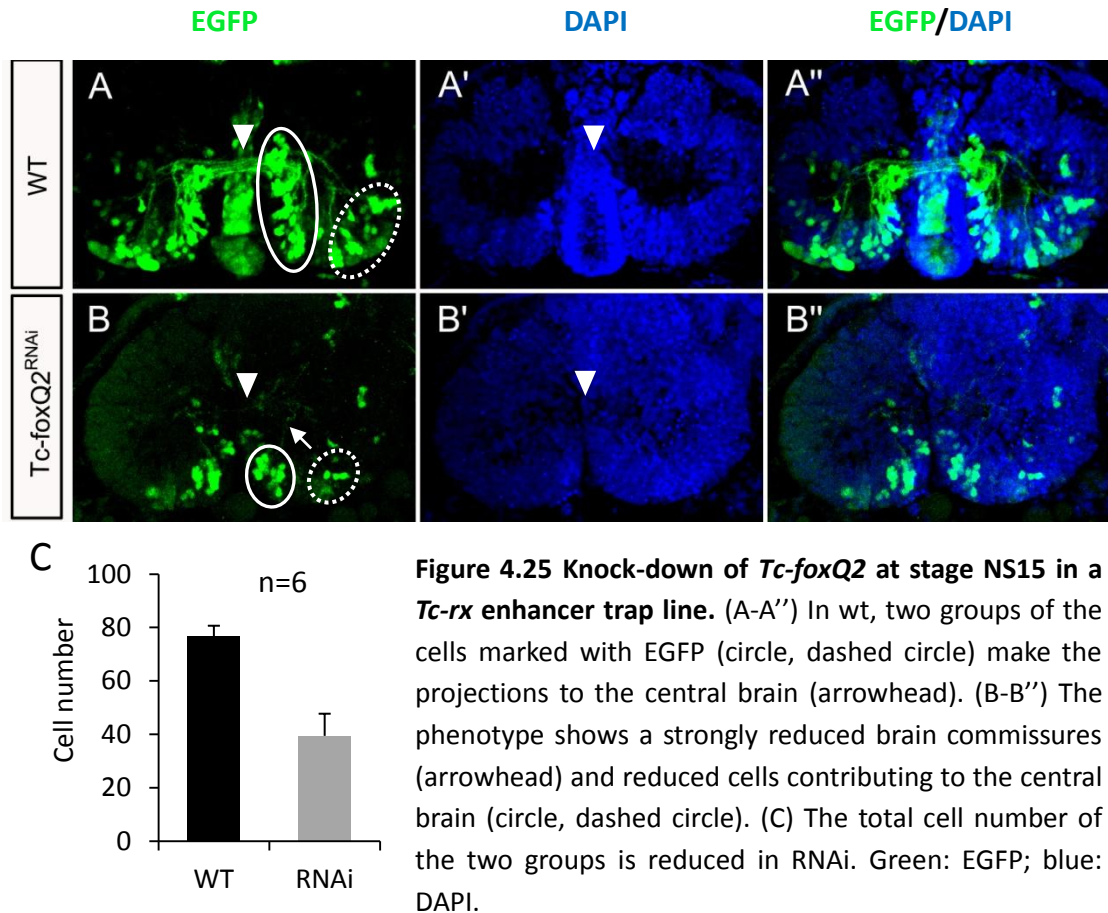 EGFP DAPI EGFP/DAPI
WT
A A' A"
Tc-foxQ2RNAi
B B' B"
C
100
80
60
40
20
0
Cell number
n=6
WT RNAi
Figure 4.25 Knock-down of Tc-foxQ2 at stage NS15 in a
Tc-rx enhancer trap line. (A-A’’) In wt, two groups of the
cells marked with EGFP (circle, dashed circle) make the
projections to the central brain (arrowhead). (B-B’’) The
phenotype shows a strongly reduced brain commissures
(arrowhead) and reduced cells contributing to the central
brain (circle, dashed circle). (C) The total cell number of
the two groups is reduced in RNAi. Green: EGFP; blue:
DAPI.